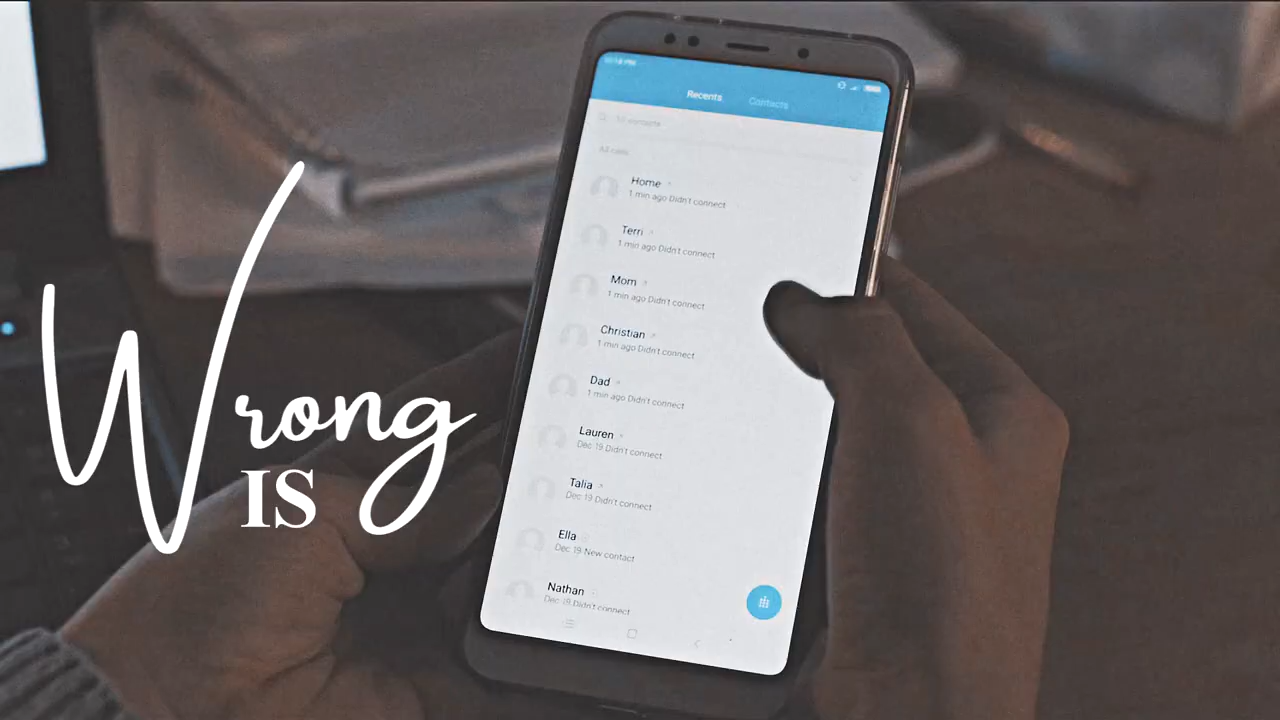 Recents Contacts
All contacts
All calls
Home
1 min ago Didn't connect
Terri
1 min ago Didn't connect
Mom
1 min ago Didn't connect
Christian
1 min ago Didn't connect
Dad
1 min ago Didn't connect
Lauren
Dec 19 Didn't connect
Talia
Dec 19 Didn't connect
Ella
Dec 19 New contact
Nathan
Dec 19 Didn't connect
Wrong
IS